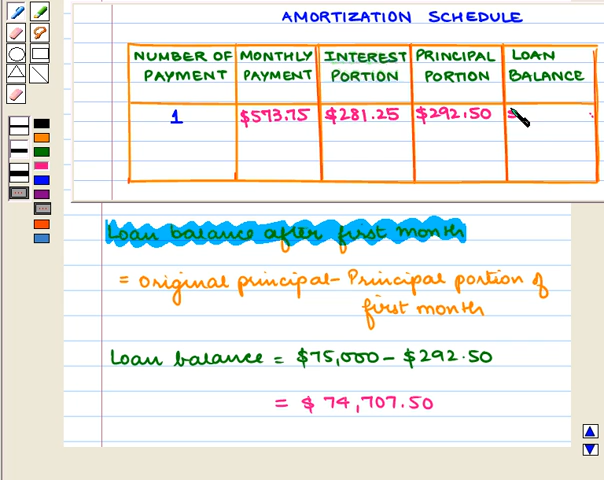 AMORTIZATION SCHEDULE
NUMBER OF PAYMENT MONTHLY PAYMENT INTEREST PORTION PRINCIPAL PORTION LOAN BALANCE
1 $573.75 $281.25 $292.50
Loan balance after first month
= Original principal - Principal portion of
first month
Loan balance = $75,000 - $292.50
= $ 74,707.50